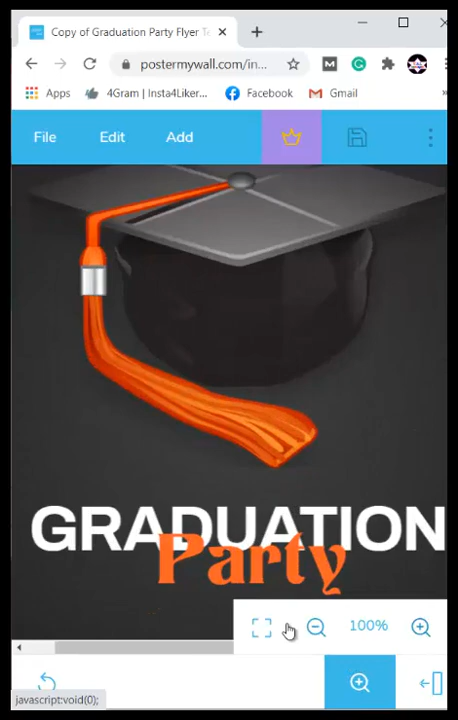 Copy of Graduation Party Flyer Te
postermywall.com/in...
Apps 4Gram | Insta4Liker... Facebook Gmail »
File Edit Add
GRADUATION
Party
100%
javascript:void(0);